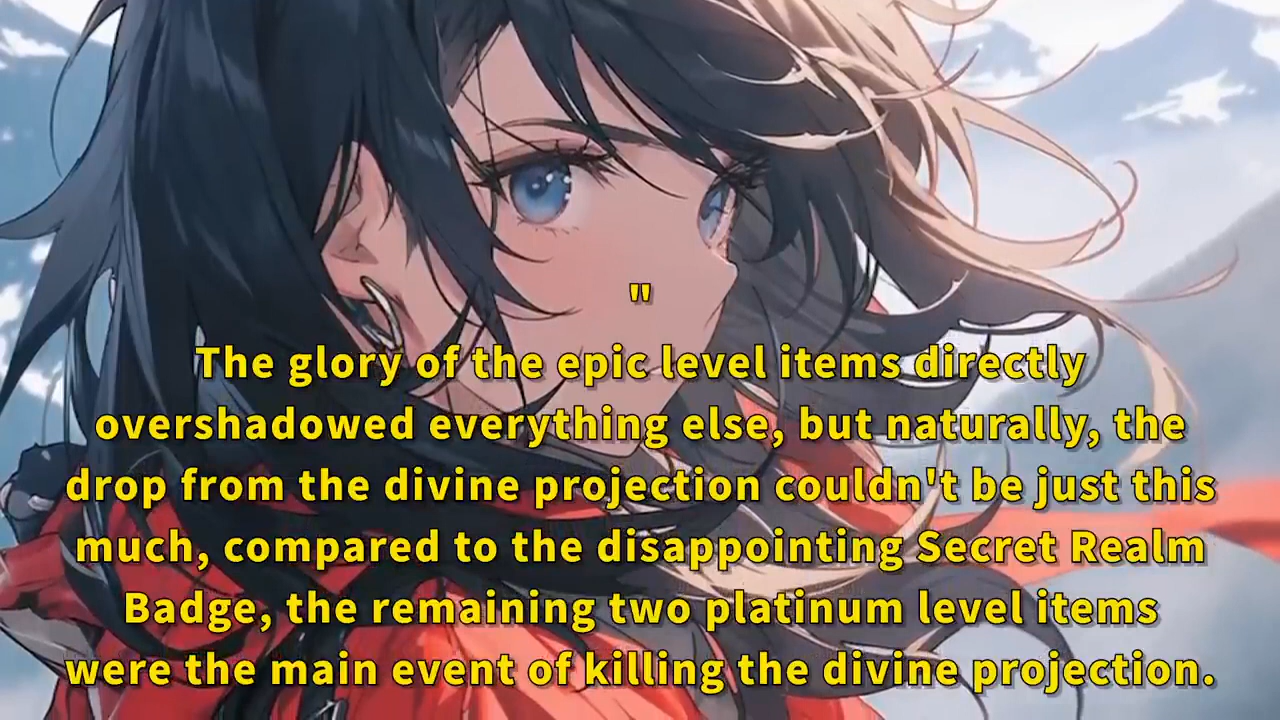 "
The glory of the epic level items directly
overshadowed everything else, but naturally, the
drop from the divine projection couldn't be just this
much, compared to the disappointing Secret Realm
Badge, the remaining two platinum level items
were the main event of killing the divine projection.